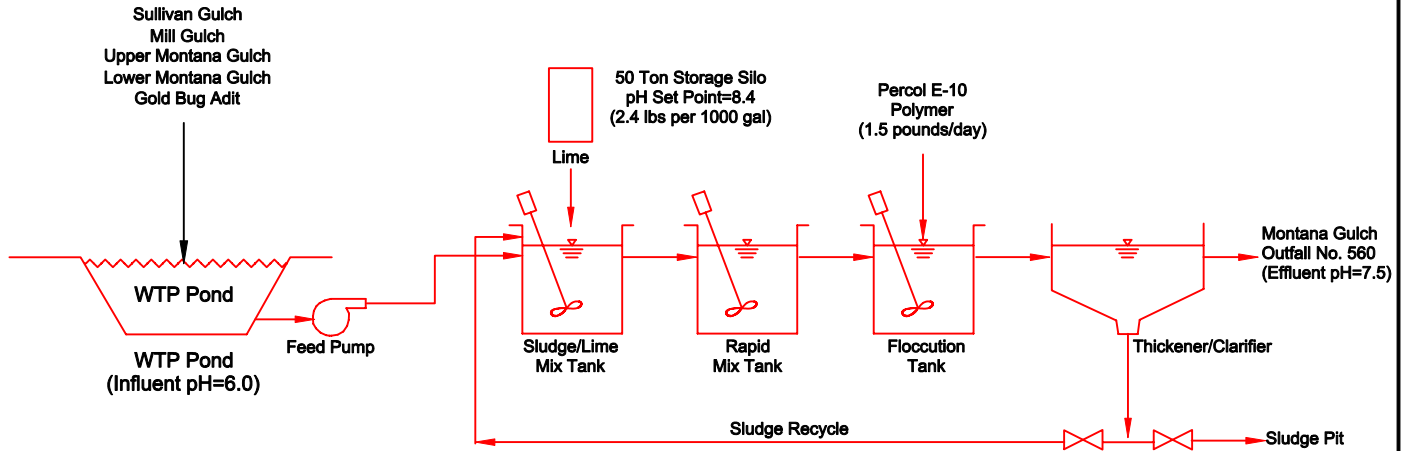 Sullivan Gulch
Mill Gulch
Upper Montana Gulch
Lower Montana Gulch
Gold Bug Adit
50 Ton Storage Silo
pH Set Point=8.4
(2.4 lbs per 1000 gal)
Lime
Percol E-10
Polymer
(1.5 pounds/day)
Montana Gulch
Outfall No. 560
(Effluent pH=7.5)
WTP Pond
WTP Pond
(Influent pH=6.0)
Feed Pump
Sludge/Lime
Mix Tank
Rapid
Mix Tank
Floccution
Tank
Thickener/Clarifier
Sludge Recycle
Sludge Pit